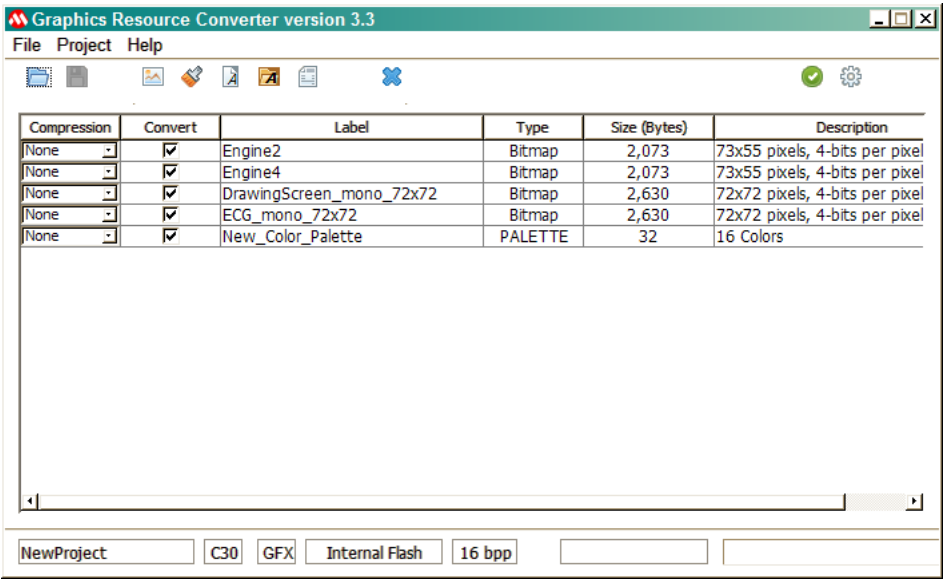 Graphics Resource Converter version 3.3
File Project Help
Compression Convert Label Type Size (Bytes) Description
None Engine2 Bitmap 2,073 73x55 pixels, 4-bits per pixel
None Engine4 Bitmap 2,073 73x55 pixels, 4-bits per pixel
None DrawingScreen_mono_72x72 Bitmap 2,630 72x72 pixels, 4-bits per pixel
None ECG_mono_72x72 Bitmap 2,630 72x72 pixels, 4-bits per pixel
None New_Color_Palette PALETTE 32 16 Colors
NewProject C30 GFX Internal Flash 16 bpp